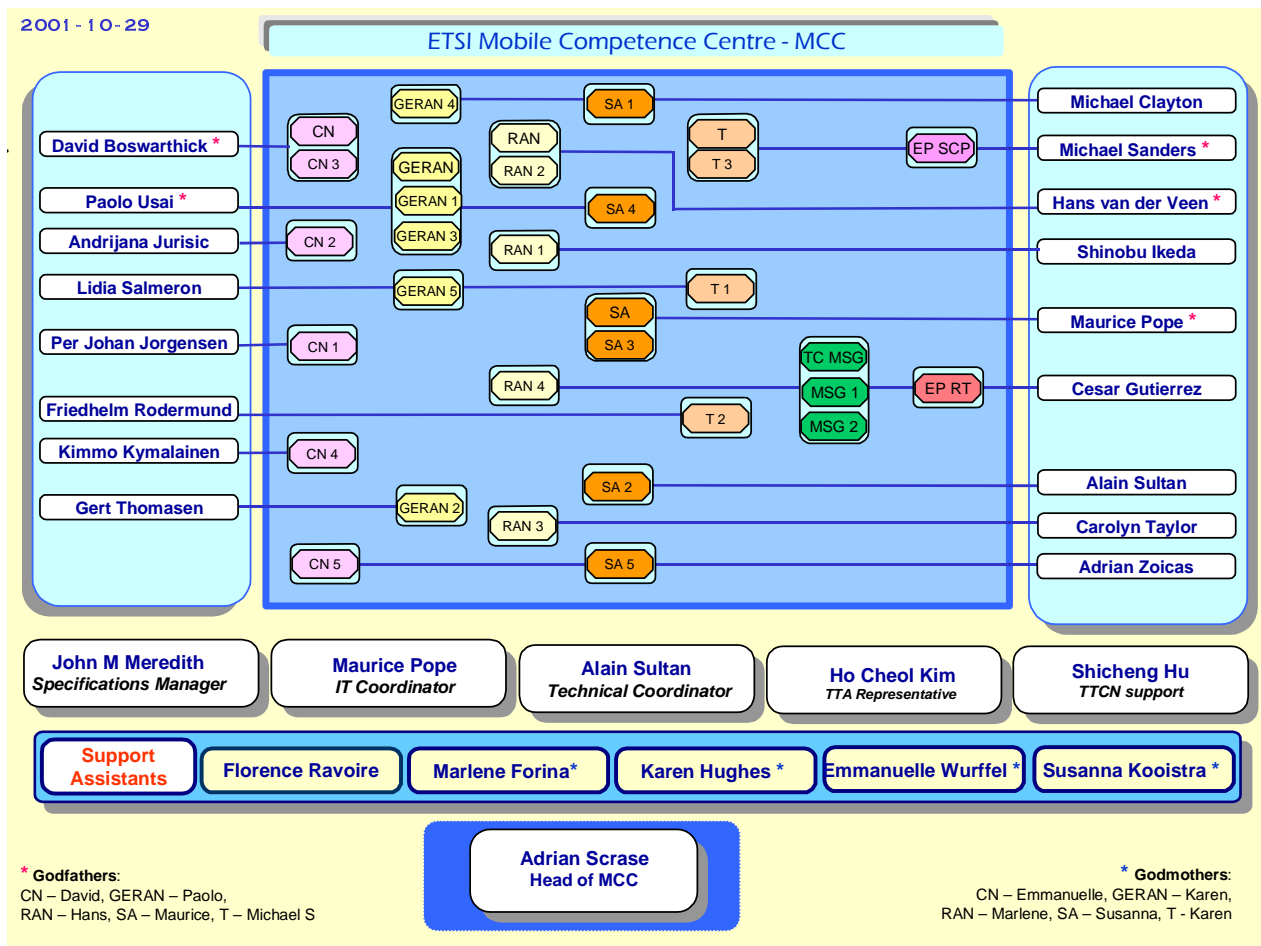 2001-10-29
ETSI Mobile Competence Centre - MCC
David Boswarthick *
Paolo Usai *
Andrijana Jurisic
Lidia Salmeron
Per Johan Jorgensen
Friedhelm Rodermund
Kimmo Kymalainen
Gert Thomasen
CN
CN 3
CN 2
CN 1
CN 4
CN 5
GERAN 4
GERAN
GERAN 1
GERAN 3
GERAN 5
GERAN 2
RAN
RAN 2
RAN 1
RAN 4
RAN 3
SA 1
SA 4
SA
SA 3
SA 2
SA 5
T
T 3
T 1
T 2
TC MSG
MSG 1
MSG 2
EP SCP
EP RT
Michael Clayton
Michael Sanders *
Hans van der Veen *
Shinobu Ikeda
Maurice Pope *
Cesar Gutierrez
Alain Sultan
Carolyn Taylor
Adrian Zoicas
John M Meredith
Specifications Manager
Maurice Pope
IT Coordinator
Alain Sultan
Technical Coordinator
Ho Cheol Kim
TTA Representative
Shicheng Hu
TTCN support
Support
Assistants
Florence Ravoire
Marlene Forina*
Karen Hughes *
Emmanuelle Wurffel *
Susanna Kooistra *
Adrian Scrase
Head of MCC
* Godfathers:
CN – David, GERAN – Paolo,
RAN – Hans, SA – Maurice, T – Michael S
* Godmothers:
CN – Emmanuelle, GERAN – Karen,
RAN – Marlene, SA – Susanna, T - Karen